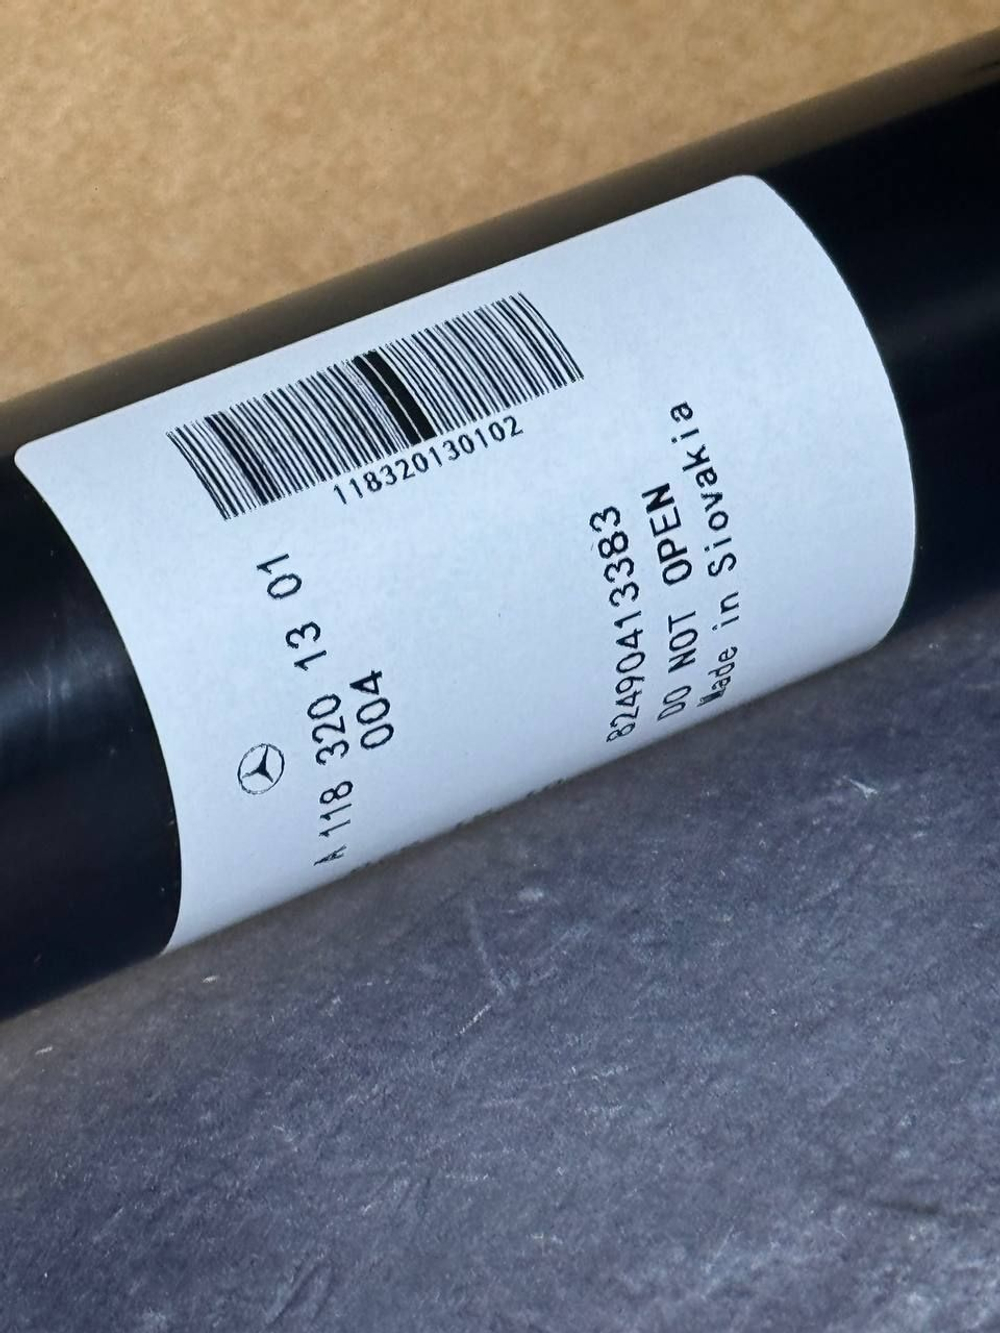 118320130102
A 118 320 13 01
004
82490413383
DO NOT OPEN
Made in Slovakia